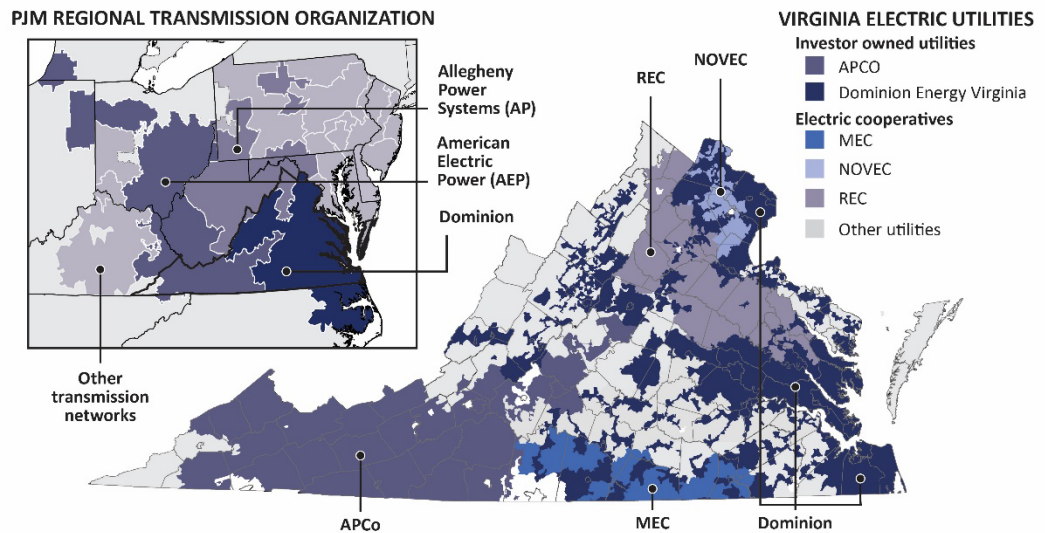 PJM REGIONAL TRANSMISSION ORGANIZATION
Allegheny
Power
Systems (AP)
American
Electric
Power (AEP)
Dominion
Other
transmission
networks
VIRGINIA ELECTRIC UTILITIES
Investor owned utilities
APCO
Dominion Energy Virginia
Electric cooperatives
MEC
NOVEC
REC
Other utilities
REC
NOVEC
APCo
MEC
Dominion